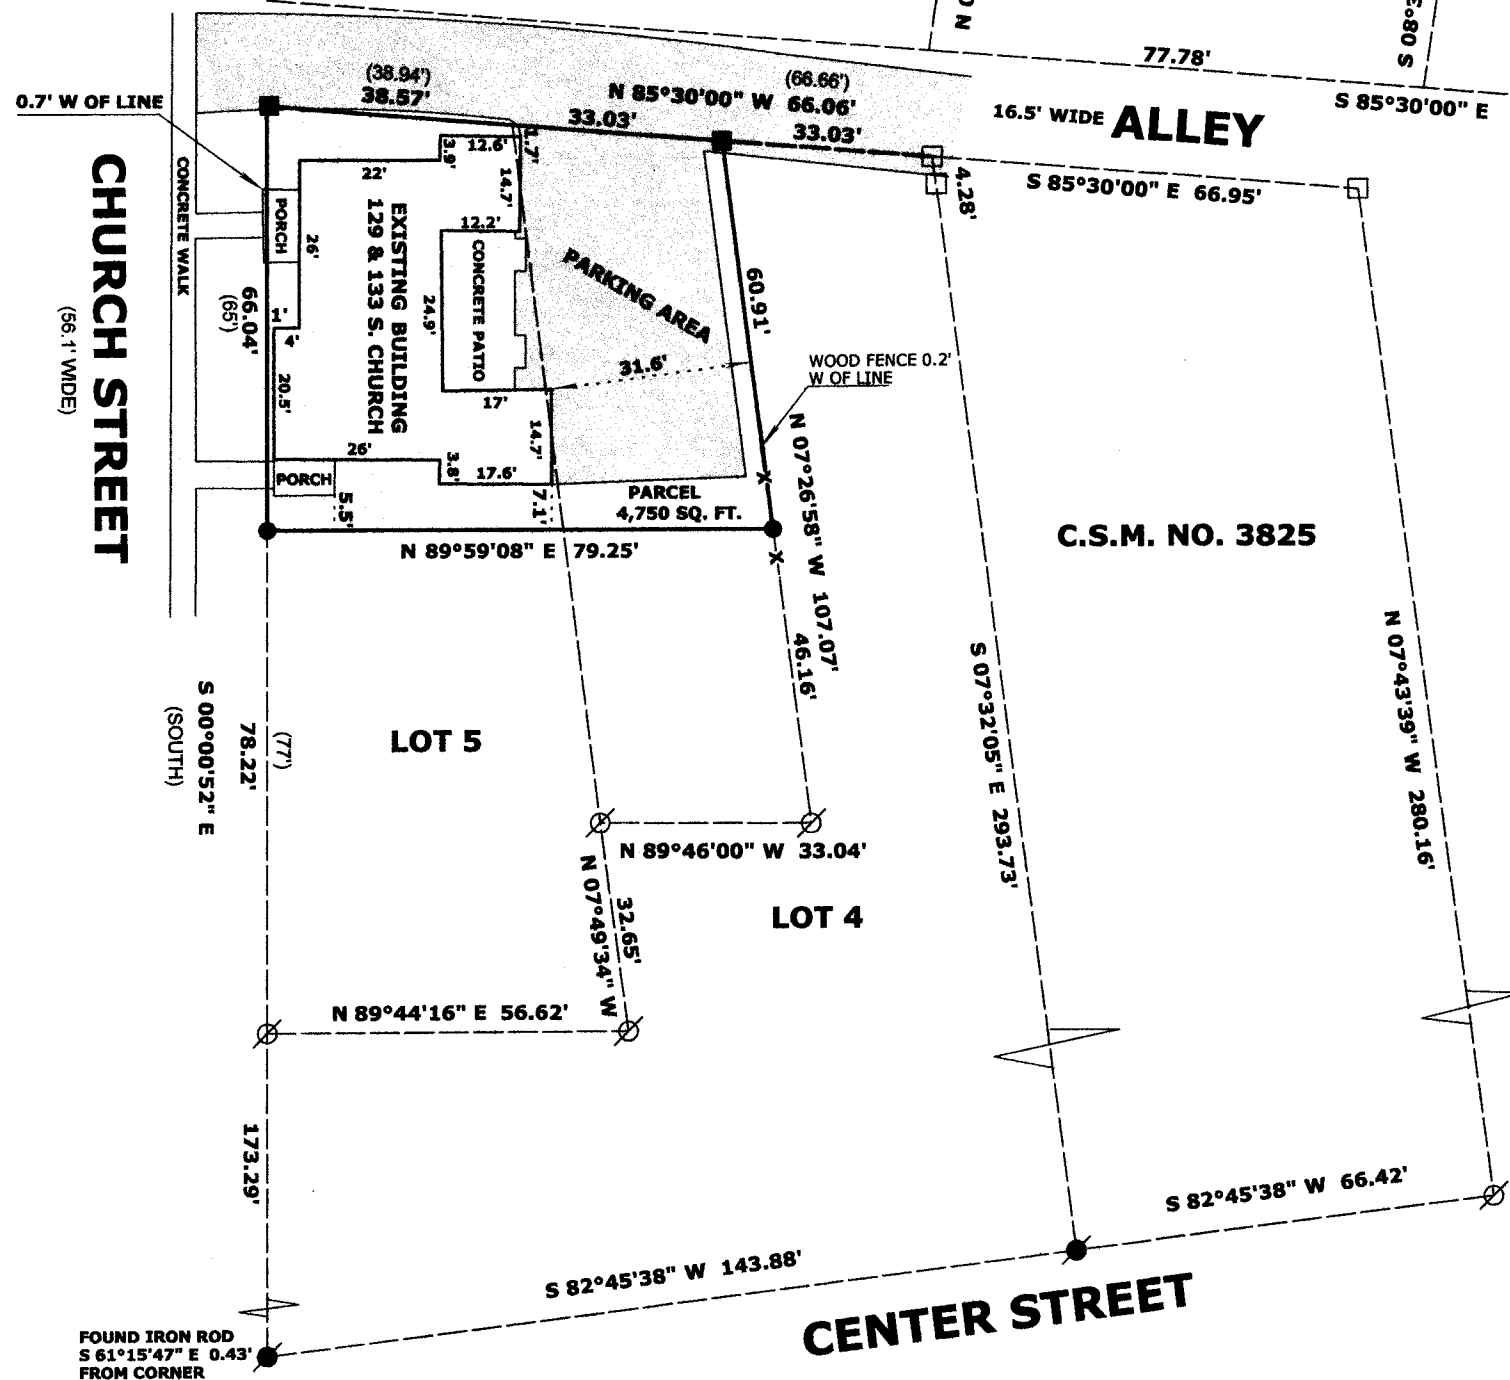 0 N
3°80 S
77.78'
S 85°30'00" E
(38.94')
38.57'
(66.66')
N 85°30'00" W 66.06'
33.03'
33.03'
16.5' WIDE ALLEY
0.7' W OF LINE
S 85°30'00" E 66.95'
4.28'
CHURCH STREET
(56.1' WIDE)
CONCRETE WALK
PORCH
22'
3.9'
12.6'
1.7'
14.7'
12.2'
26'
EXISTING BUILDING
129 & 133 S. CHURCH
CONCRETE PATIO
24.9'
PARKING AREA
31.6'
60.91'
66.04'
(65')
1'
4'
20.5'
17'
14.7'
26'
3.8'
17.6'
PORCH
5.5'
7.1'
WOOD FENCE 0.2'
W OF LINE
PARCEL
4,750 SQ. FT.
X
X
N 89°59'08" E 79.25'
N 07°26'58" W 107.07'
46.16'
C.S.M. NO. 3825
S 07°32'05" E 293.73'
N 07°43'39" W 280.16'
S 00°00'52" E
(SOUTH)
78.22'
(77')
LOT 5
N 89°46'00" W 33.04'
N 07°49'34" W
32.65'
LOT 4
N 89°44'16" E 56.62'
173.29'
S 82°45'38" W 66.42'
S 82°45'38" W 143.88'
CENTER STREET
FOUND IRON ROD
S 61°15'47" E 0.43'
FROM CORNER